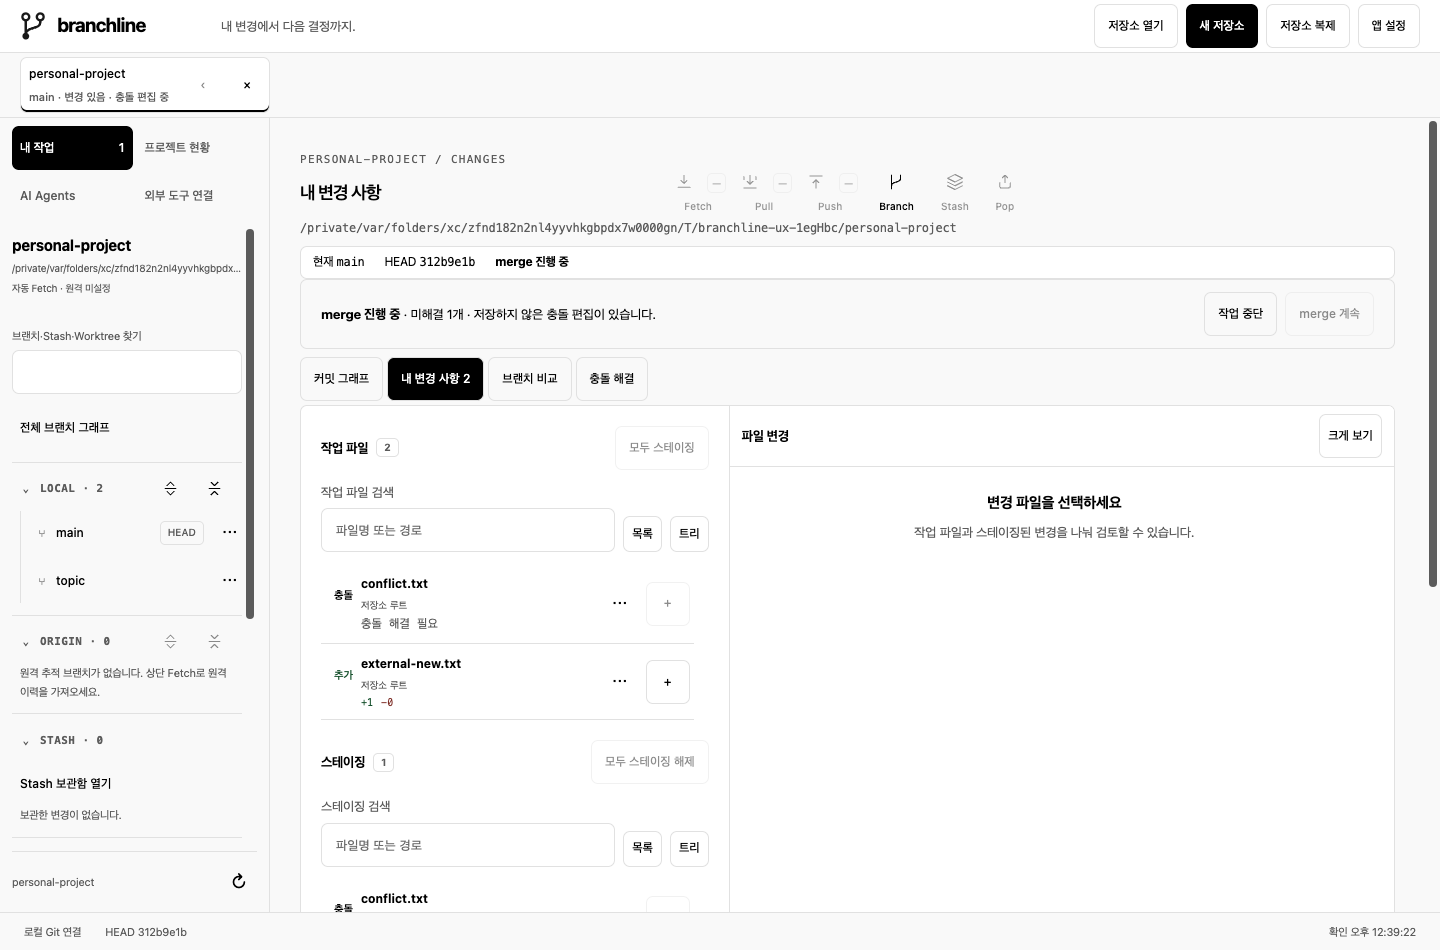 branchline
내 변경에서 다음 결정까지.
저장소 열기
새 저장소
저장소 복제
앱 설정
personal-project
main · 변경 있음 · 충돌 편집 중
내 작업 1
프로젝트 현황
AI Agents
외부 도구 연결
personal-project
/private/var/folders/xc/zfnd182n2nl4yyvhkgbpdx...
자동 Fetch · 원격 미설정
브랜치·Stash·Worktree 찾기
전체 브랜치 그래프
LOCAL · 2
main HEAD
topic
ORIGIN · 0
원격 추적 브랜치가 없습니다. 상단 Fetch로 원격
이력을 가져오세요.
STASH · 0
Stash 보관함 열기
보관한 변경이 없습니다.
personal-project
PERSONAL-PROJECT / CHANGES
내 변경 사항
Fetch
Pull
Push
Branch
Stash
Pop
/private/var/folders/xc/zfnd182n2nl4yyvhkgbpdx7w0000gn/T/branchline-ux-1egHbc/personal-project
현재 main HEAD 312b9e1b merge 진행 중
merge 진행 중 · 미해결 1개 · 저장하지 않은 충돌 편집이 있습니다.
작업 중단
merge 계속
커밋 그래프
내 변경 사항 2
브랜치 비교
충돌 해결
작업 파일 2
모두 스테이징
작업 파일 검색
파일명 또는 경로
목록
트리
충돌
conflict.txt
저장소 루트
충돌 해결 필요
추가
external-new.txt
저장소 루트
+1 −0
스테이징 1
모두 스테이징 해제
스테이징 검색
파일명 또는 경로
목록
트리
충돌
conflict.txt
파일 변경
크게 보기
변경 파일을 선택하세요
작업 파일과 스테이징된 변경을 나눠 검토할 수 있습니다.
로컬 Git 연결
HEAD 312b9e1b
확인 오후 12:39:22